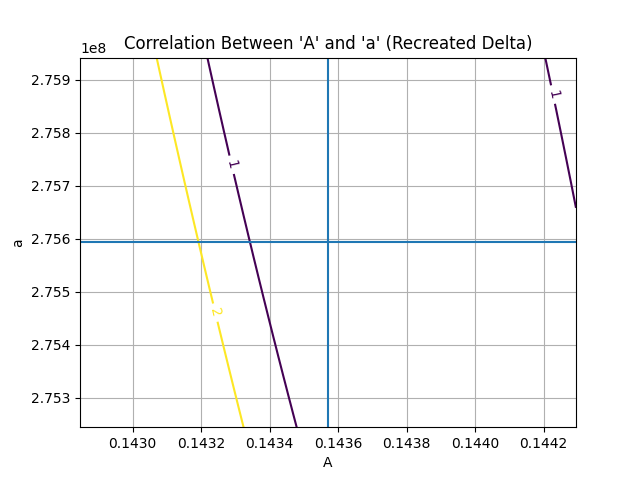 Correlation Between 'A' and 'a' (Recreated Delta)
1e8
2.759
2.758
2.757
2.756
2.755
2.754
2.753
a
1
1
2
0.1430 0.1432 0.1434 0.1436 0.1438 0.1440 0.1442
A